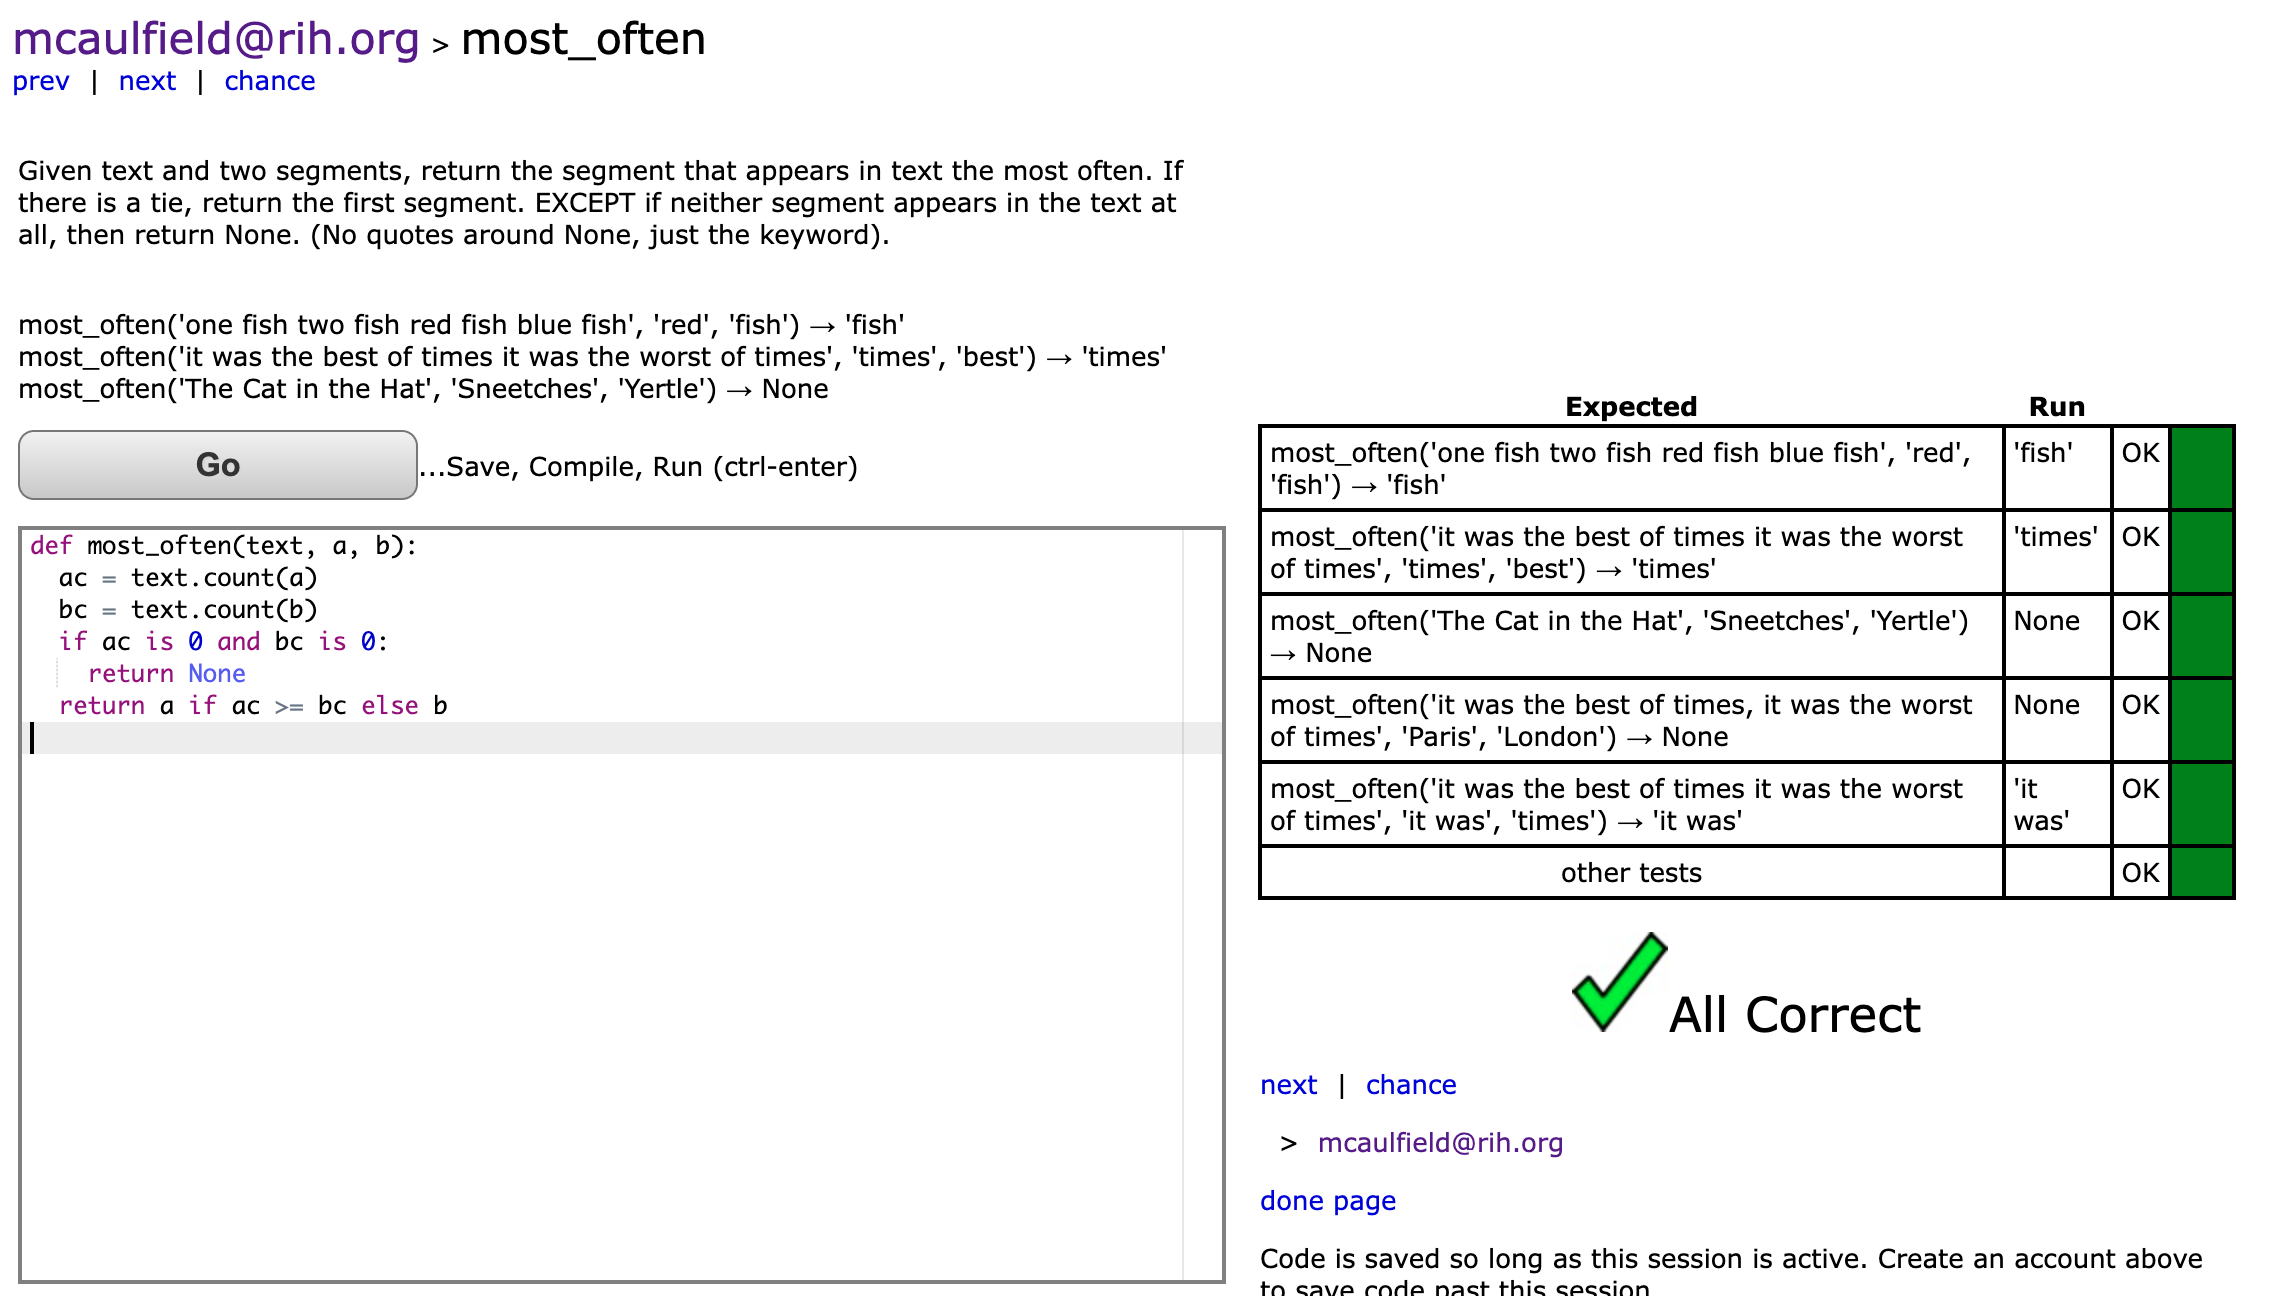 mcaulfield@rih.org > most_often
prev | next | chance
Given text and two segments, return the segment that appears in text the most often. If
there is a tie, return the first segment. EXCEPT if neither segment appears in the text at
all, then return None. (No quotes around None, just the keyword).
most_often('one fish two fish red fish blue fish', 'red', 'fish') → 'fish'
most_often('it was the best of times it was the worst of times', 'times', 'best') → 'times'
most_often('The Cat in the Hat', 'Sneetches', 'Yertle') → None
Go ...Save, Compile, Run (ctrl-enter)
def most_often(text, a, b):
  ac = text.count(a)
  bc = text.count(b)
  if ac is 0 and bc is 0:
    return None
  return a if ac >= bc else b
Expected Run
most_often('one fish two fish red fish blue fish', 'red', 'fish' OK
'fish') → 'fish'
most_often('it was the best of times it was the worst 'times' OK
of times', 'times', 'best') → 'times'
most_often('The Cat in the Hat', 'Sneetches', 'Yertle') None OK
→ None
most_often('it was the best of times, it was the worst None OK
of times', 'Paris', 'London') → None
most_often('it was the best of times it was the worst 'it OK
of times', 'it was', 'times') → 'it was' was'
other tests OK
All Correct
next | chance
> mcaulfield@rih.org
done page
Code is saved so long as this session is active. Create an account above
to save code past this session